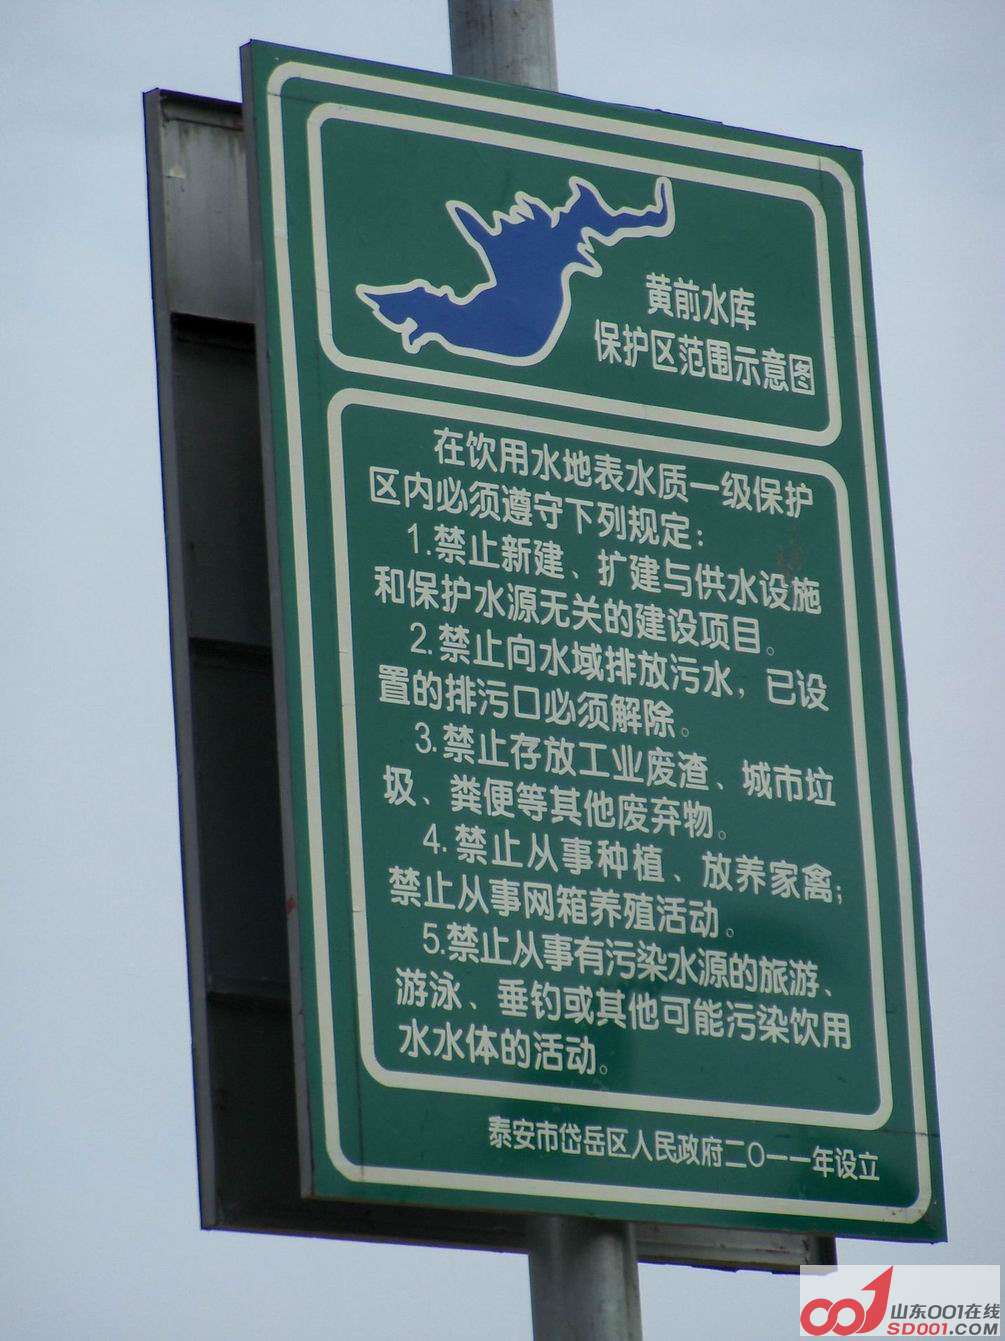 黄前水库
保护区范围示意图
在饮用水地表水质一级保护
区内必须遵守下列规定：
1.禁止新建、扩建与供水设施
和保护水源无关的建设项目。
2.禁止向水域排放污水，已设
置的排污口必须解除。
3.禁止存放工业废渣、城市垃
圾、粪便等其他废弃物。
4.禁止从事种植、放养家禽；
禁止从事网箱养殖活动。
5.禁止从事有污染水源的旅游、
游泳、垂钓或其他可能污染饮用
水水体的活动。
泰安市岱岳区人民政府二〇一一年设立
山东001在线
SD001.COM